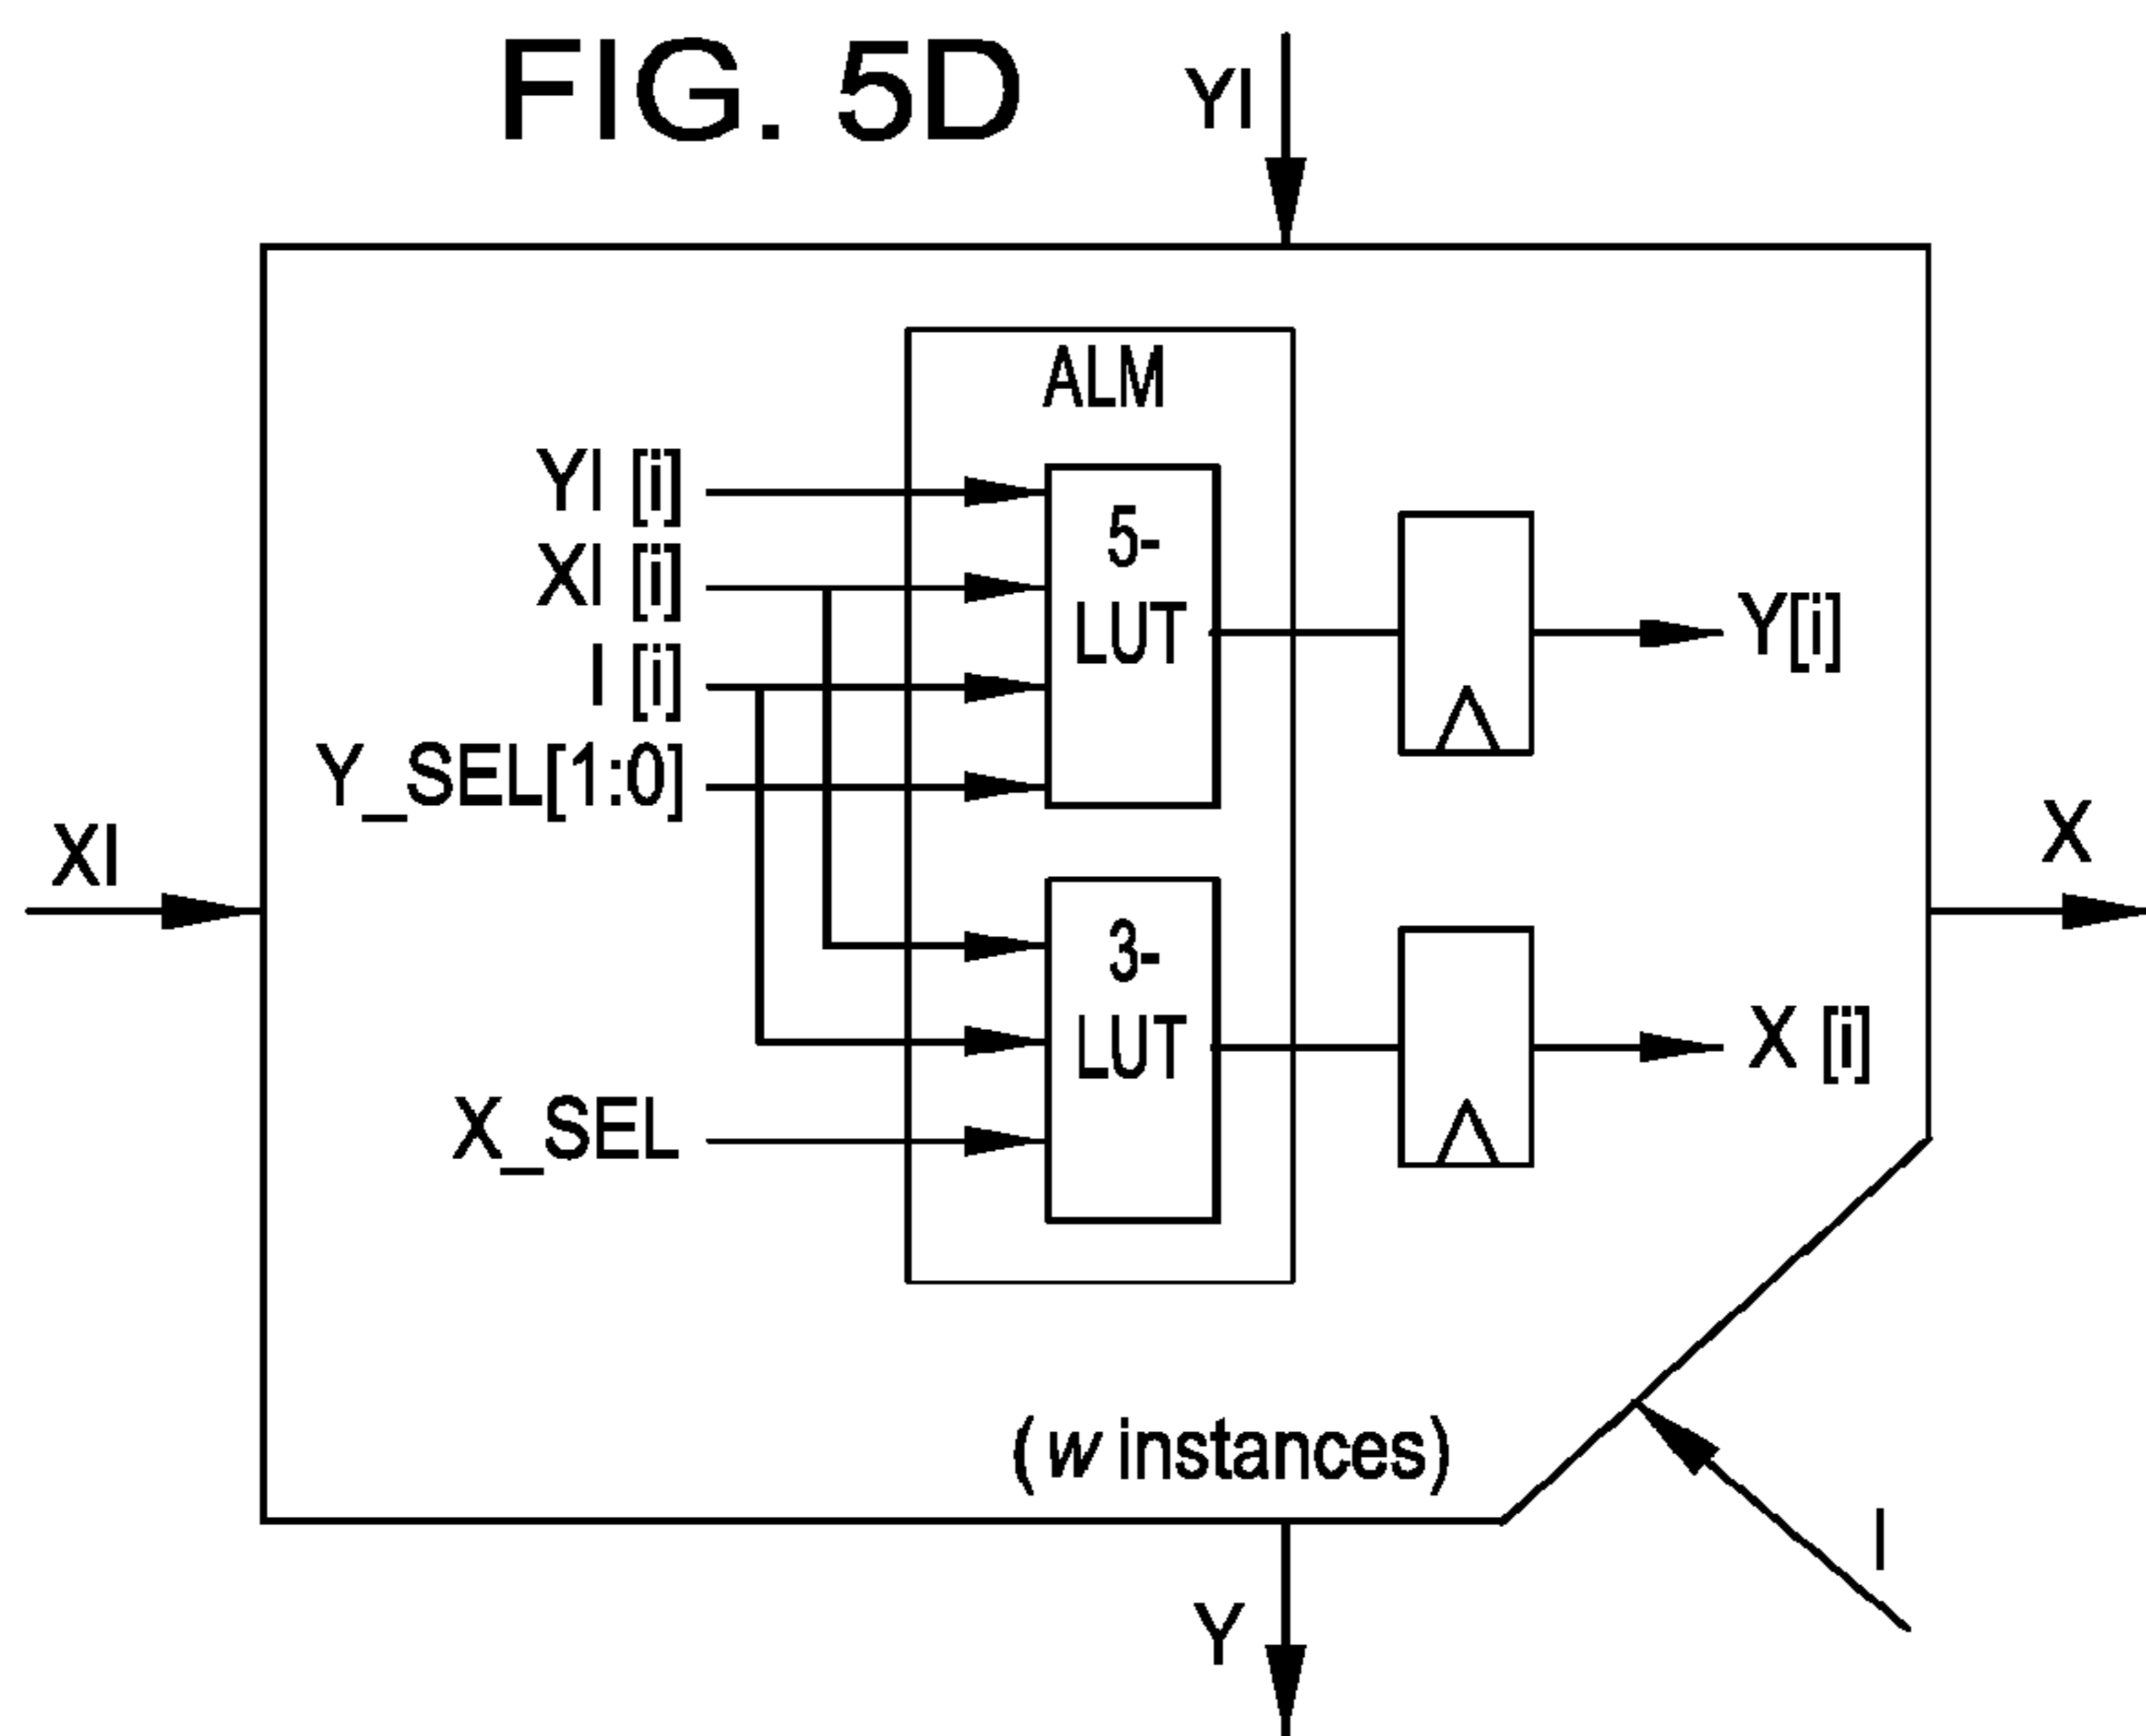 FIG. 5D
YI
ALM
YI [i]
XI [i]
I [i]
Y_SEL[1:0]
5-
LUT
Y[i]
XI
X
3-
LUT
X [i]
X_SEL
(w instances)
I
Y